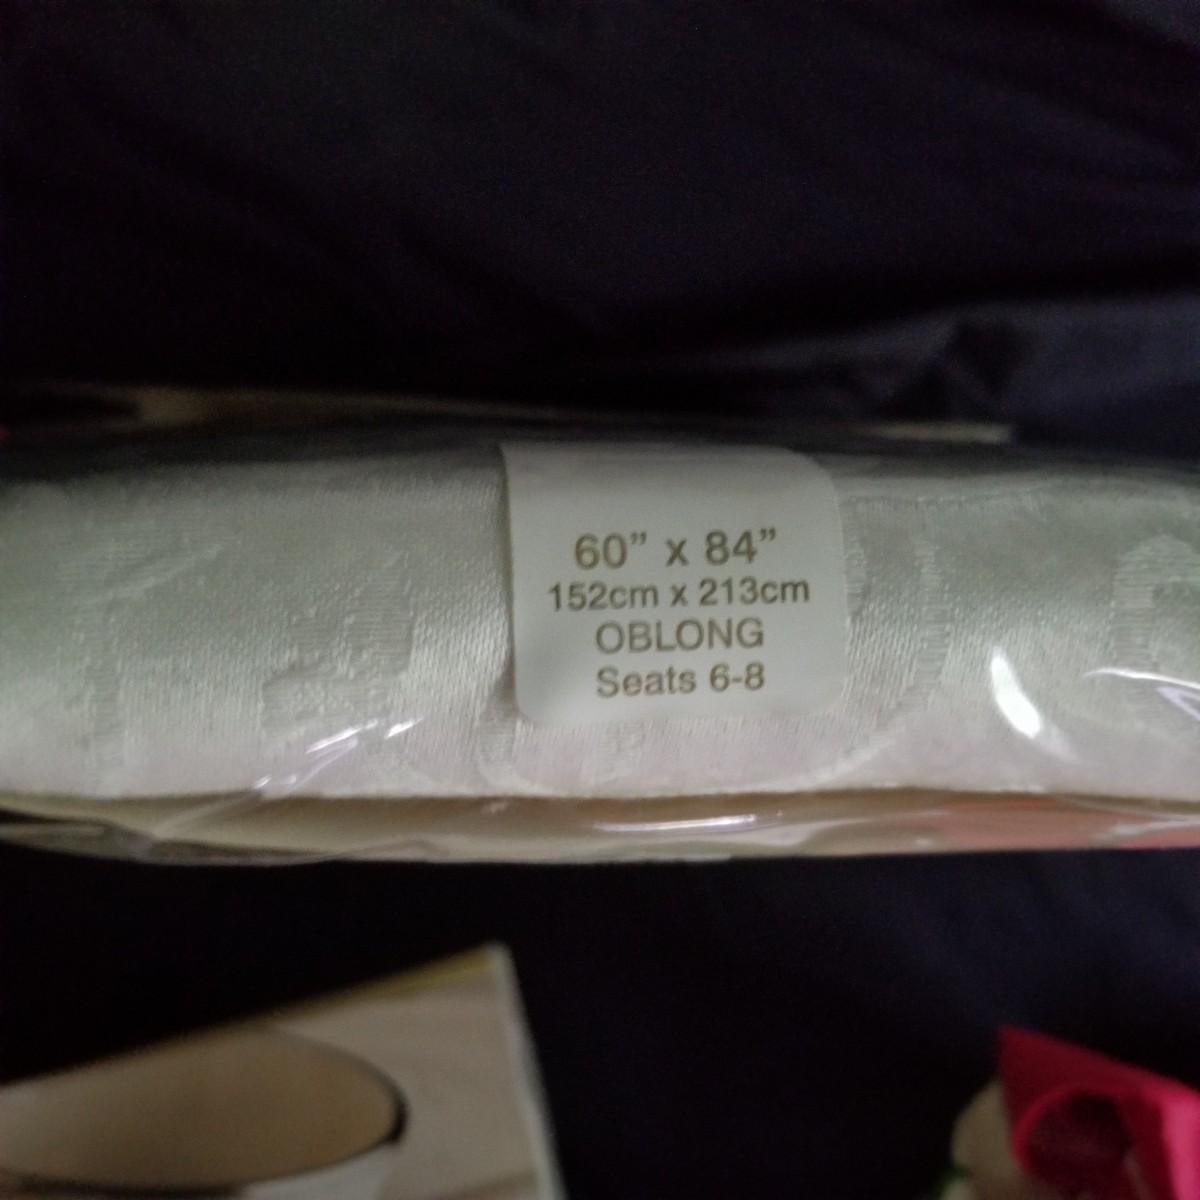 60” x 84”
152cm x 213cm
OBLONG
Seats 6-8